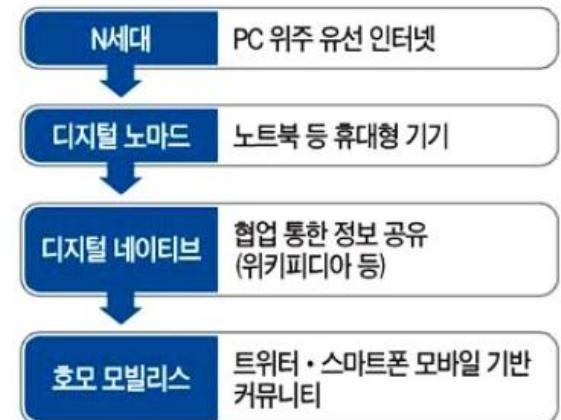 N세대
PC 위주 유선 인터넷
디지털 노마드
노트북 등 휴대형 기기
디지털 네이티브
협업 통한 정보 공유
(위키피디아 등)
호모 모빌리스
트위터·스마트폰 모바일 기반
커뮤니티